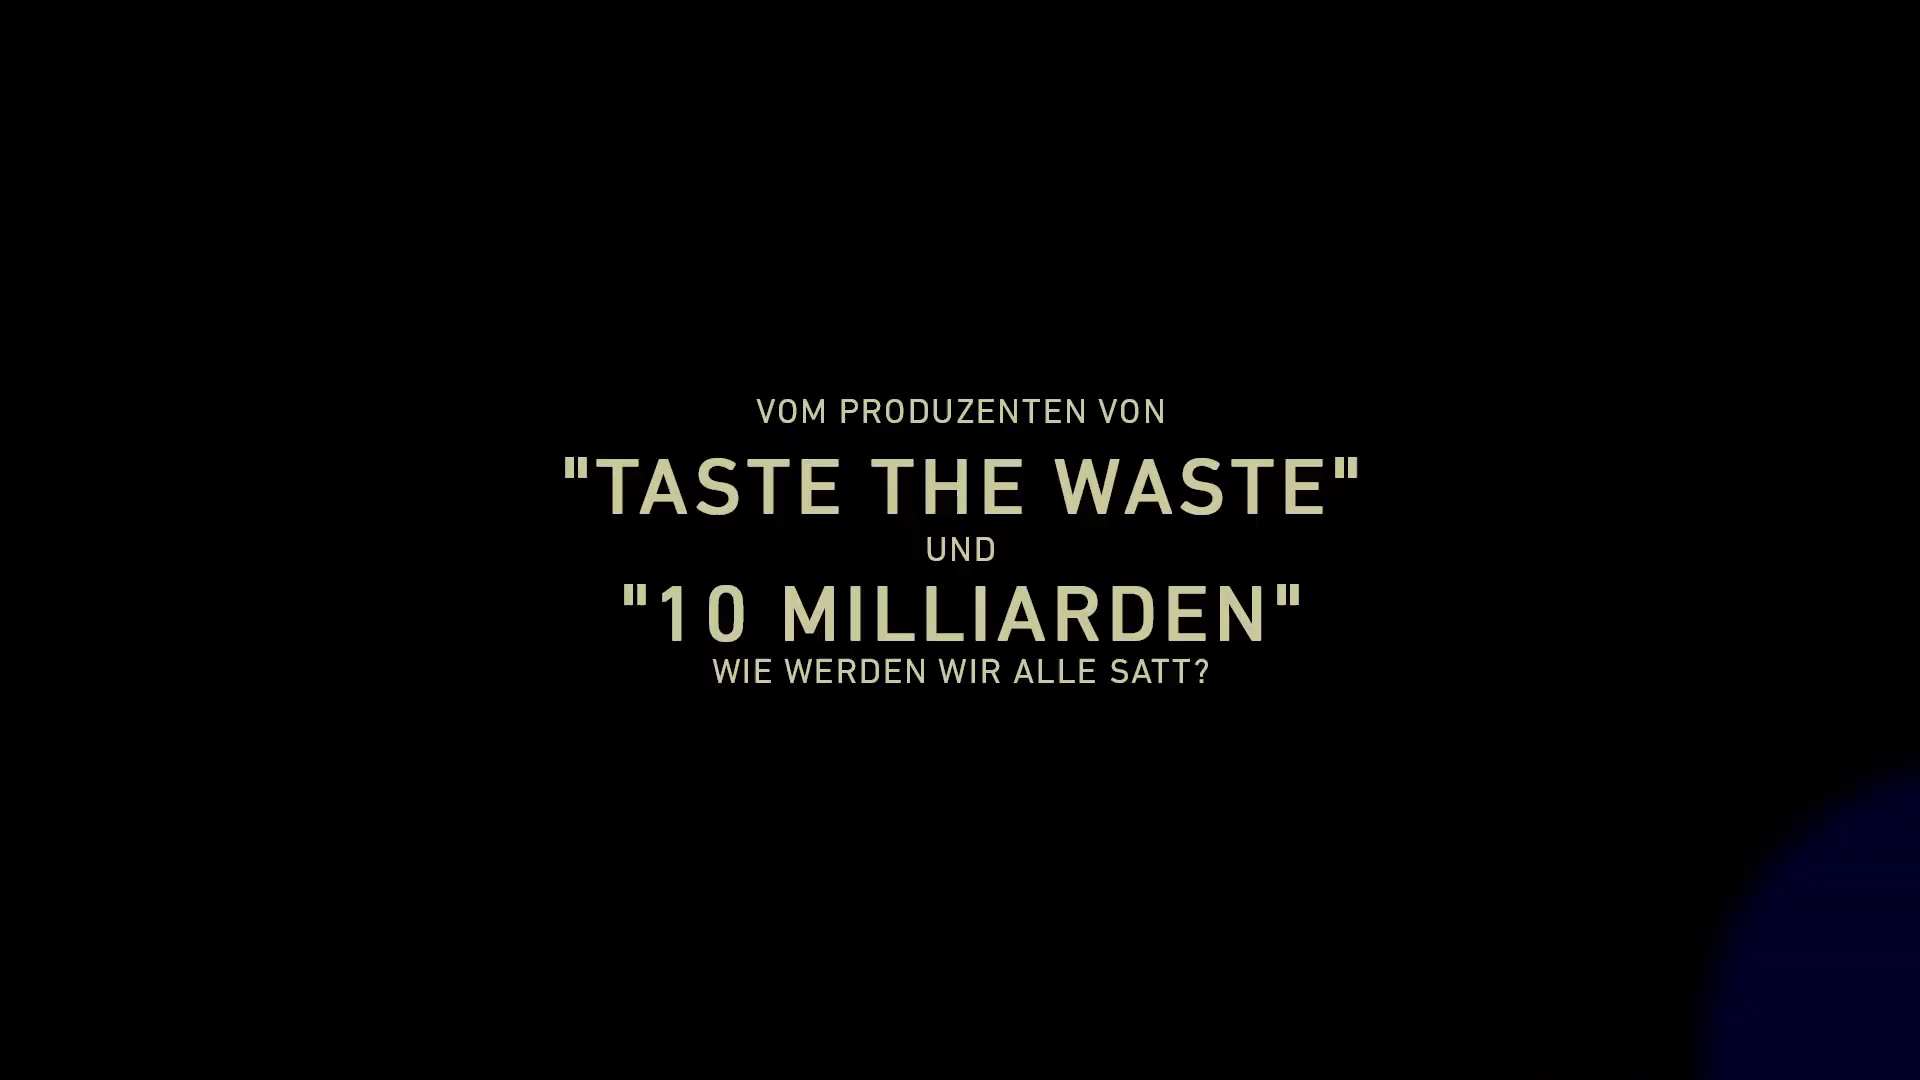 VOM PRODUZENTEN VON
"TASTE THE WASTE"
UND
"10 MILLIARDEN"
WIE WERDEN WIR ALLE SATT?